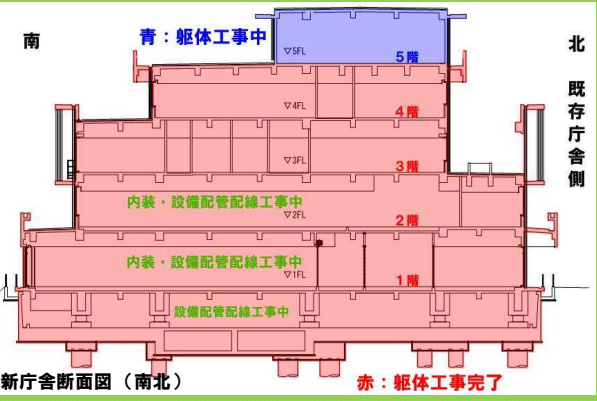 南
青：躯体工事中
北
既存庁舎側
▽5FL
5階
▽4FL
4階
▽3FL
3階
内装・設備配管配線工事中
▽2FL
2階
内装・設備配管配線工事中
▽1FL
1階
設備配管配線工事中
新庁舎断面図（南北）
赤：躯体工事完了